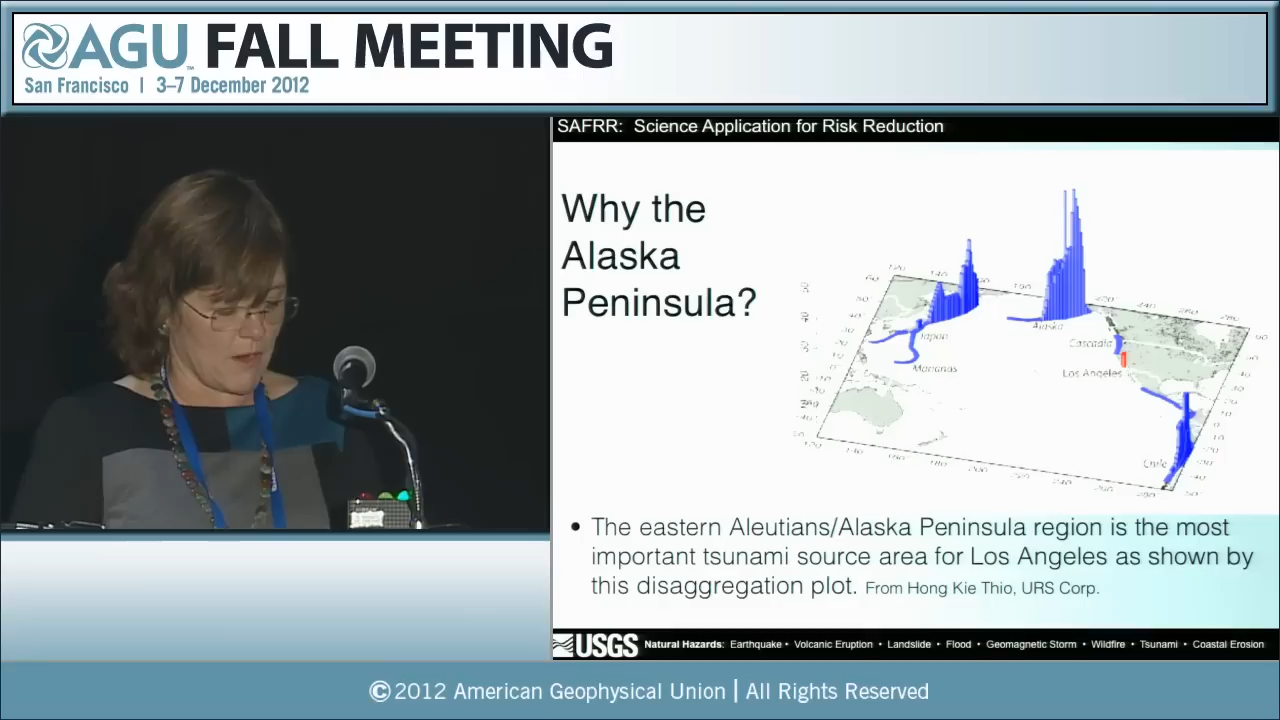 AGU FALL MEETING
San Francisco | 3–7 December 2012
SAFRR: Science Application for Risk Reduction
Why the
Alaska
Peninsula?
Japan
Alaska
Cascadia
Marianas
Los Angeles
Chile
• The eastern Aleutians/Alaska Peninsula region is the most
important tsunami source area for Los Angeles as shown by
this disaggregation plot. From Hong Kie Thio, URS Corp.
USGS Natural Hazards: Earthquake • Volcanic Eruption • Landslide • Flood • Geomagnetic Storm • Wildfire • Tsunami • Coastal Erosion
©2012 American Geophysical Union | All Rights Reserved